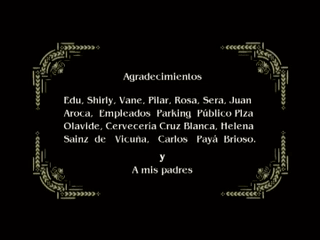 Agradecimientos
Edu, Shirly, Vane, Pilar, Rosa, Sera, Juan
Aroca, Empleados Parking Público Plza
Olavide, Cervecería Cruz Blanca, Helena
Sainz de Vicuña, Carlos Payá Brioso.
y
A mis padres